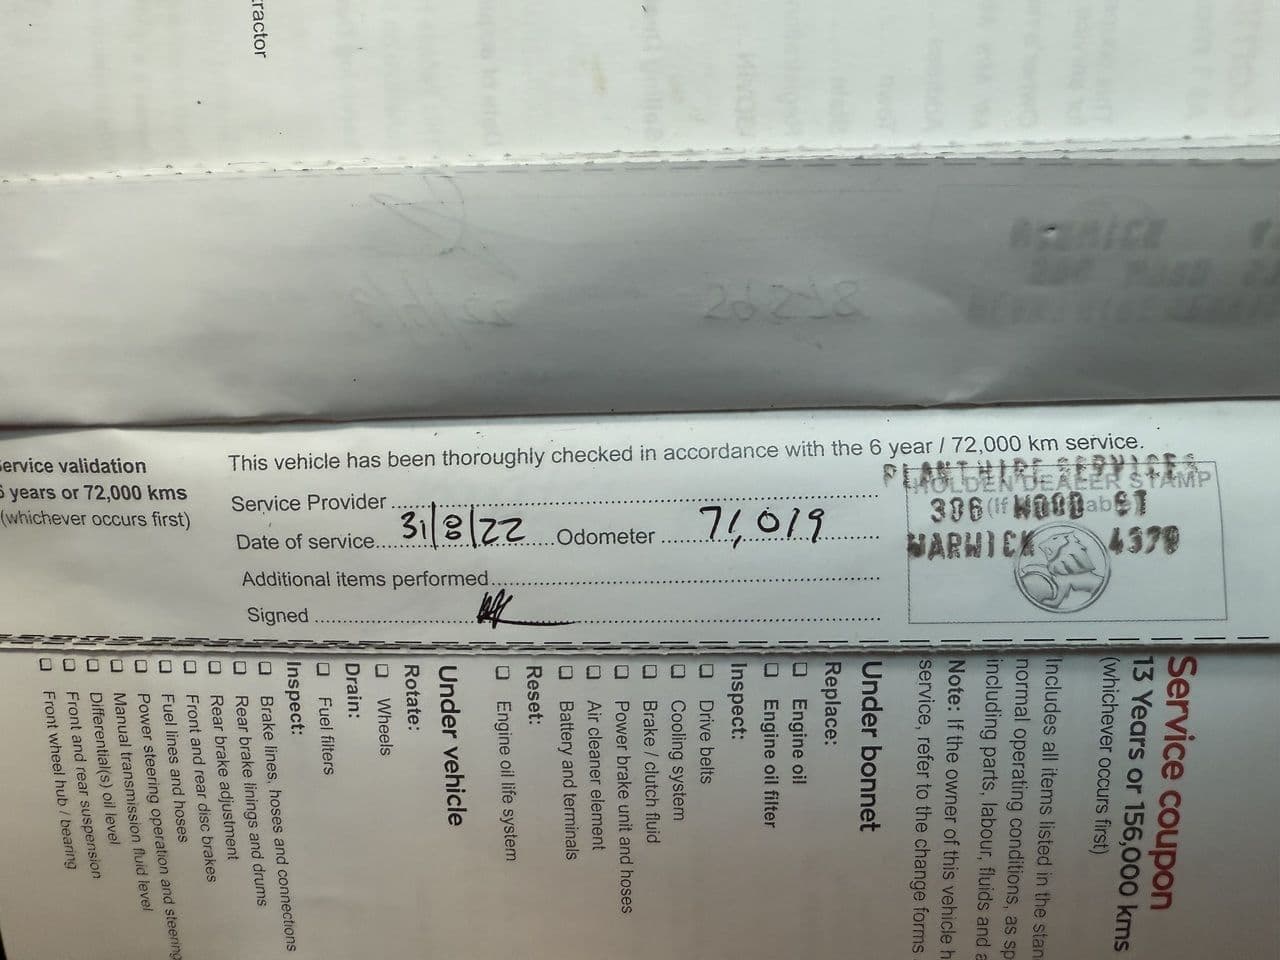 ractor
ervice validation
years or 72,000 kms
(whichever occurs first)
This vehicle has been thoroughly checked in accordance with the 6 year / 72,000 km service.
Service Provider
Date of service 31/8/22 Odometer 71,019
Additional items performed
Signed
PLANT HIRE SERVICES
HOLDEN DEALER STAMP
386 WOOD ST
(If
WARWICK 4370
Service coupon
13 Years or 156,000 kms
(whichever occurs first)
Includes all items listed in the stan
normal operating conditions, as sp
including parts, labour, fluids and a
Note: If the owner of this vehicle h
service, refer to the change forms
Under bonnet
Replace:
Engine oil
Engine oil filter
Inspect:
Drive belts
Cooling system
Brake / clutch fluid
Power brake unit and hoses
Air cleaner element
Battery and terminals
Reset:
Engine oil life system
Under vehicle
Rotate:
Wheels
Drain:
Fuel filters
Inspect:
Brake lines, hoses and connections
Rear brake linings and drums
Rear brake adjustment
Front and rear disc brakes
Fuel lines and hoses
Power steering operation and steering
Manual transmission fluid level
Differential(s) oil level
Front and rear suspension
Front wheel hub / bearing